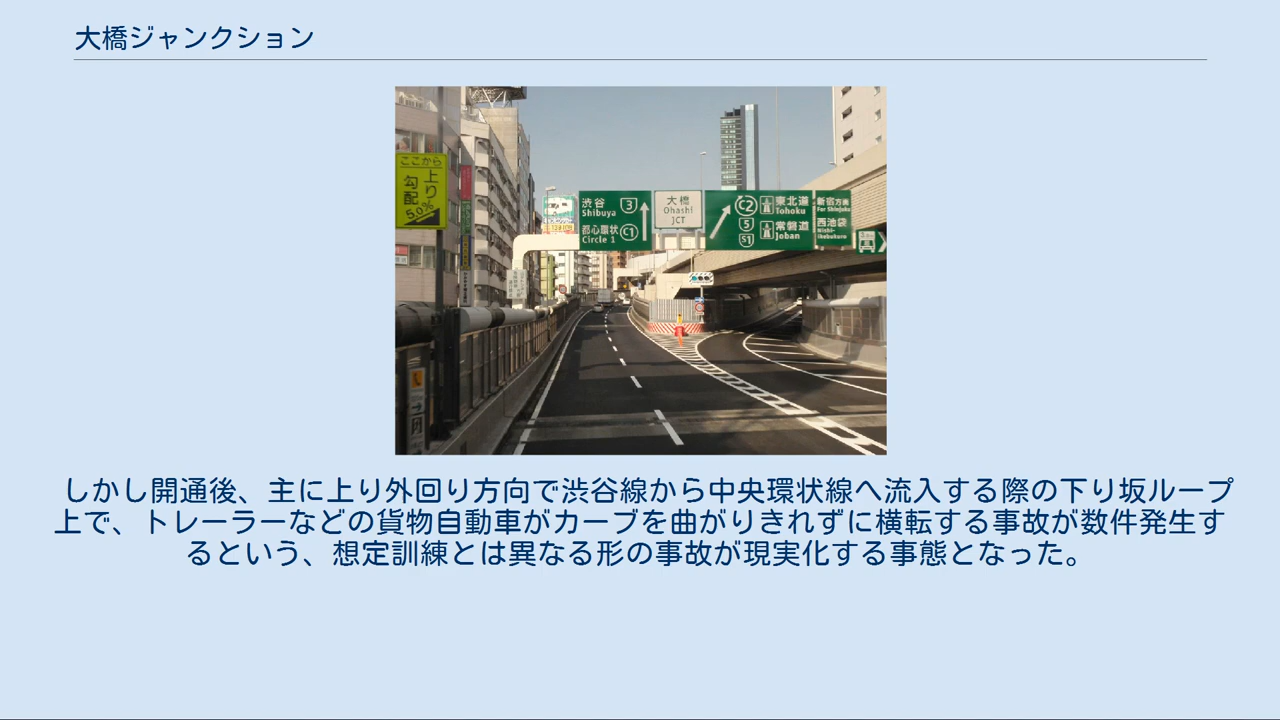 大橋ジャンクション
ここから
上り
勾配
5.0%
渋谷 3
Shibuya
都心環状 C1
Circle 1
大橋
Ohashi
JCT
C2 東北道
Tohoku
5 常磐道
S1 Joban
新宿方面
For Shinjuku
西池袋
Nishi-
Ikebukuro
しかし開通後、主に上り外回り方向で渋谷線から中央環状線へ流入する際の下り坂ループ
上で、トレーラーなどの貨物自動車がカーブを曲がりきれずに横転する事故が数件発生す
るという、想定訓練とは異なる形の事故が現実化する事態となった。